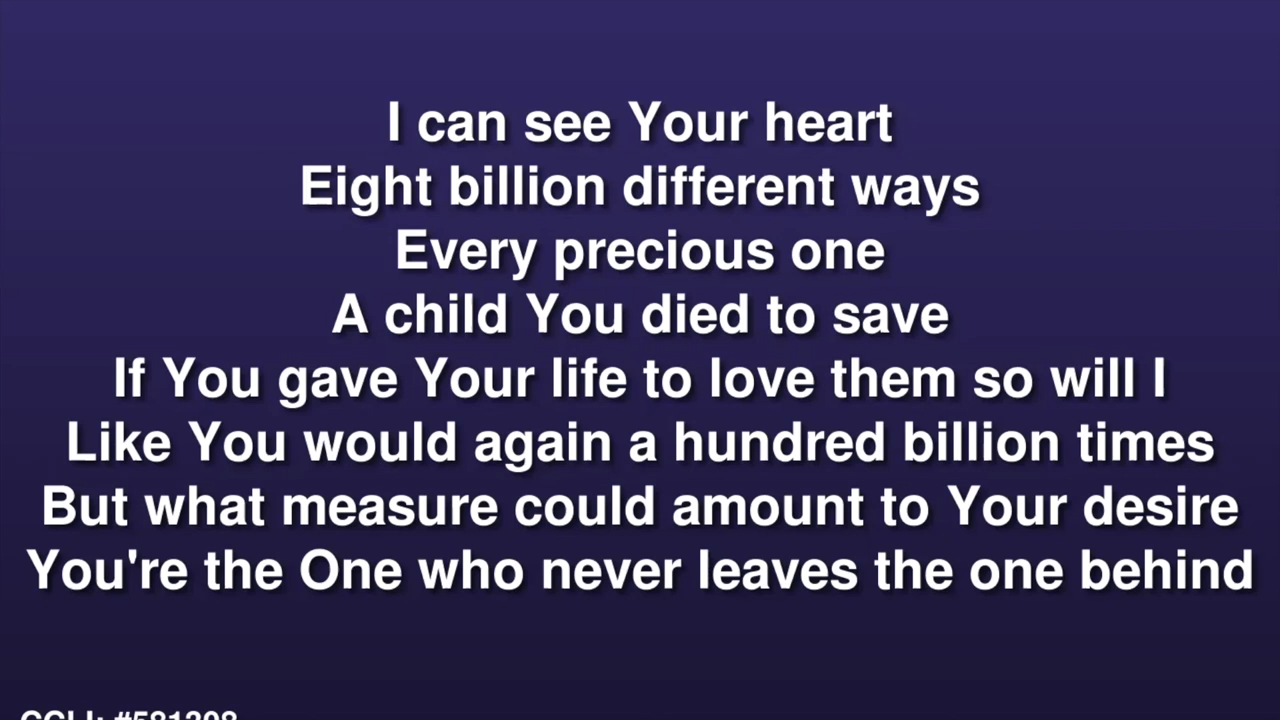 I can see Your heart
Eight billion different ways
Every precious one
A child You died to save
If You gave Your life to love them so will I
Like You would again a hundred billion times
But what measure could amount to Your desire
You're the One who never leaves the one behind